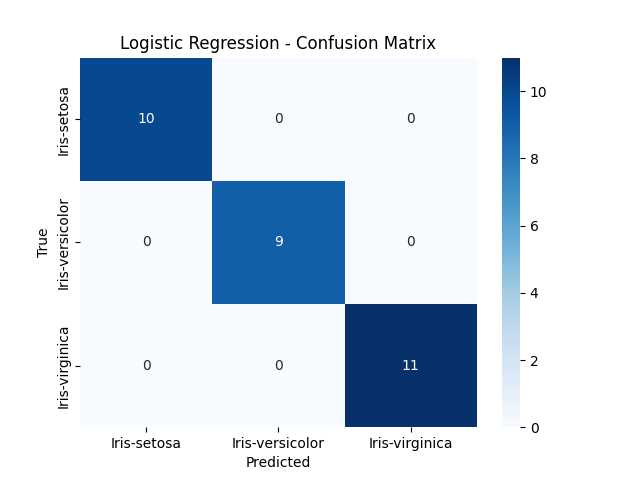 Logistic Regression - Confusion Matrix
True
Iris-setosa
10 0 0
Iris-versicolor
0 9 0
Iris-virginica
0 0 11
Iris-setosa Iris-versicolor Iris-virginica
Predicted
10
8
6
4
2
0